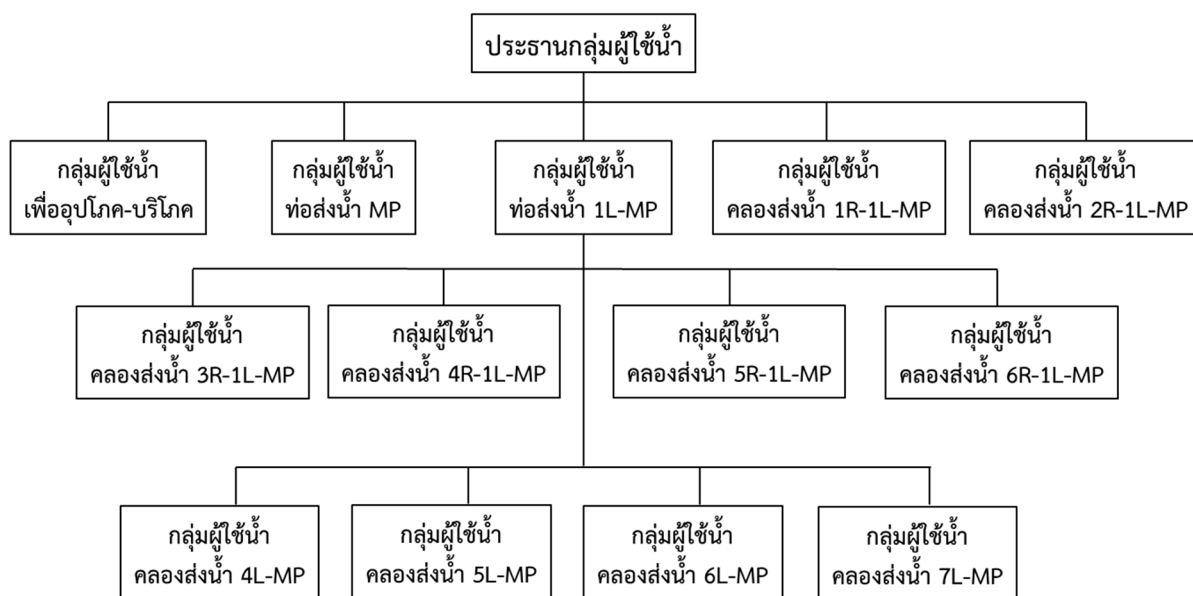 ประธานกลุ่มผู้ใช้น้ำ
กลุ่มผู้ใช้น้ำ
เพื่ออุปโภค-บริโภค
กลุ่มผู้ใช้น้ำ
ท่อส่งน้ำ MP
กลุ่มผู้ใช้น้ำ
ท่อส่งน้ำ 1L-MP
กลุ่มผู้ใช้น้ำ
คลองส่งน้ำ 1R-1L-MP
กลุ่มผู้ใช้น้ำ
คลองส่งน้ำ 2R-1L-MP
กลุ่มผู้ใช้น้ำ
คลองส่งน้ำ 3R-1L-MP
กลุ่มผู้ใช้น้ำ
คลองส่งน้ำ 4R-1L-MP
กลุ่มผู้ใช้น้ำ
คลองส่งน้ำ 5R-1L-MP
กลุ่มผู้ใช้น้ำ
คลองส่งน้ำ 6R-1L-MP
กลุ่มผู้ใช้น้ำ
คลองส่งน้ำ 4L-MP
กลุ่มผู้ใช้น้ำ
คลองส่งน้ำ 5L-MP
กลุ่มผู้ใช้น้ำ
คลองส่งน้ำ 6L-MP
กลุ่มผู้ใช้น้ำ
คลองส่งน้ำ 7L-MP